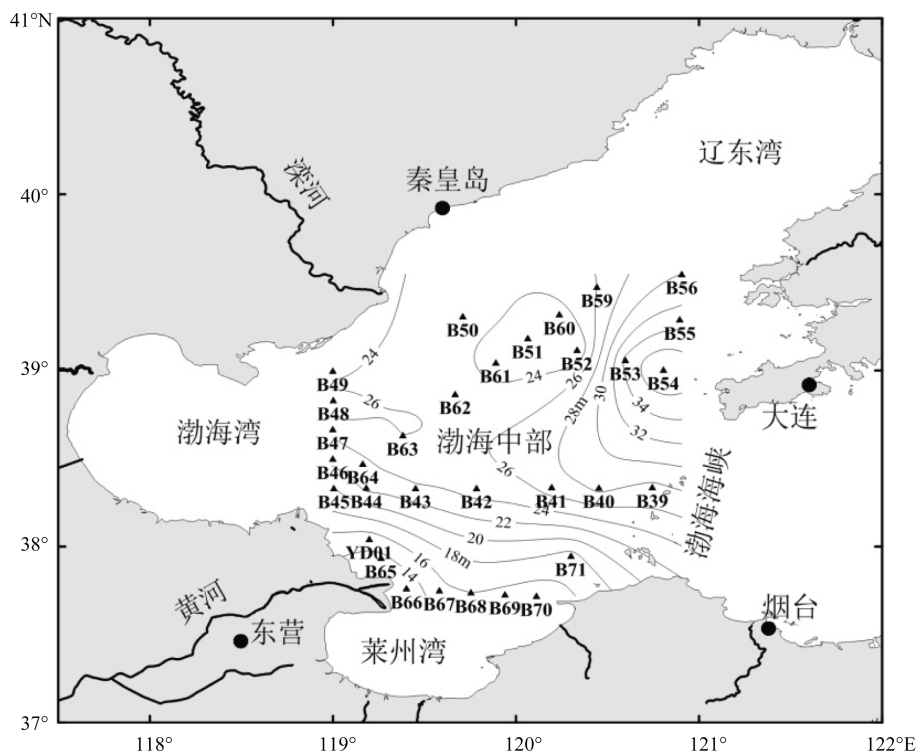 41°N
辽东湾
滦河
秦皇岛
40°
B56
B59
B55
B50
B60
B51
24
B52
B53
39°
B61
24
26
B54
B49
30
34
大连
B62
28m
26
B48
32
渤海湾
B47
B63
渤海中部
渤海海峡
B46
B64
26
B45
B44
B43
B42
B41
B40
B39
24
22
20
38°
YD01
B65
16
18m
14
B71
黄河
B66
B67
B68
B69
B70
烟台
东营
莱州湾
37°
118°
119°
120°
121°
122°E